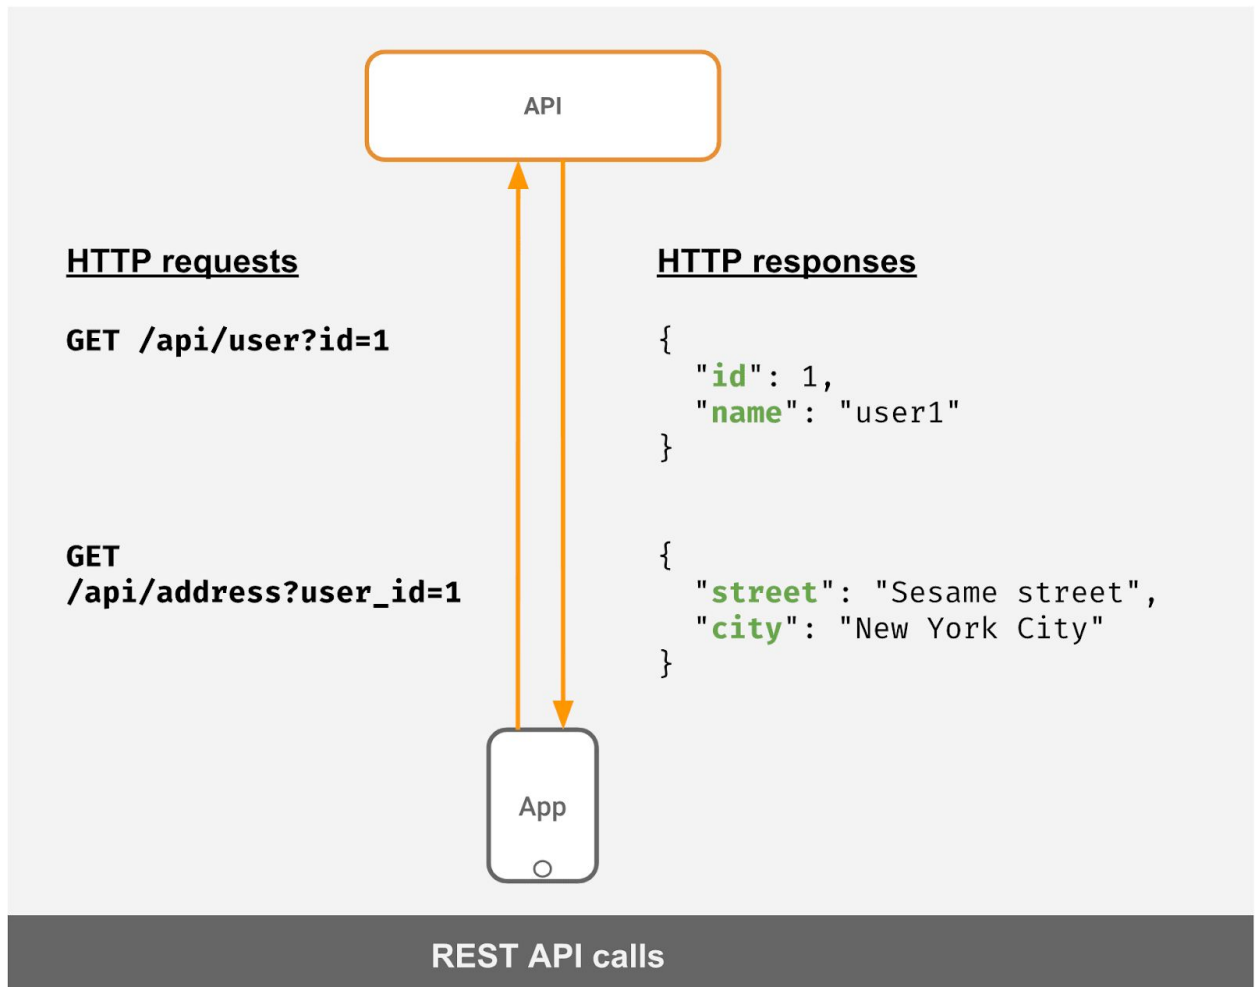 API
HTTP requests
HTTP responses
GET /api/user?id=1
{
  "id": 1,
  "name": "user1"
}
GET
/api/address?user_id=1
{
  "street": "Sesame street",
  "city": "New York City"
}
App
REST API calls